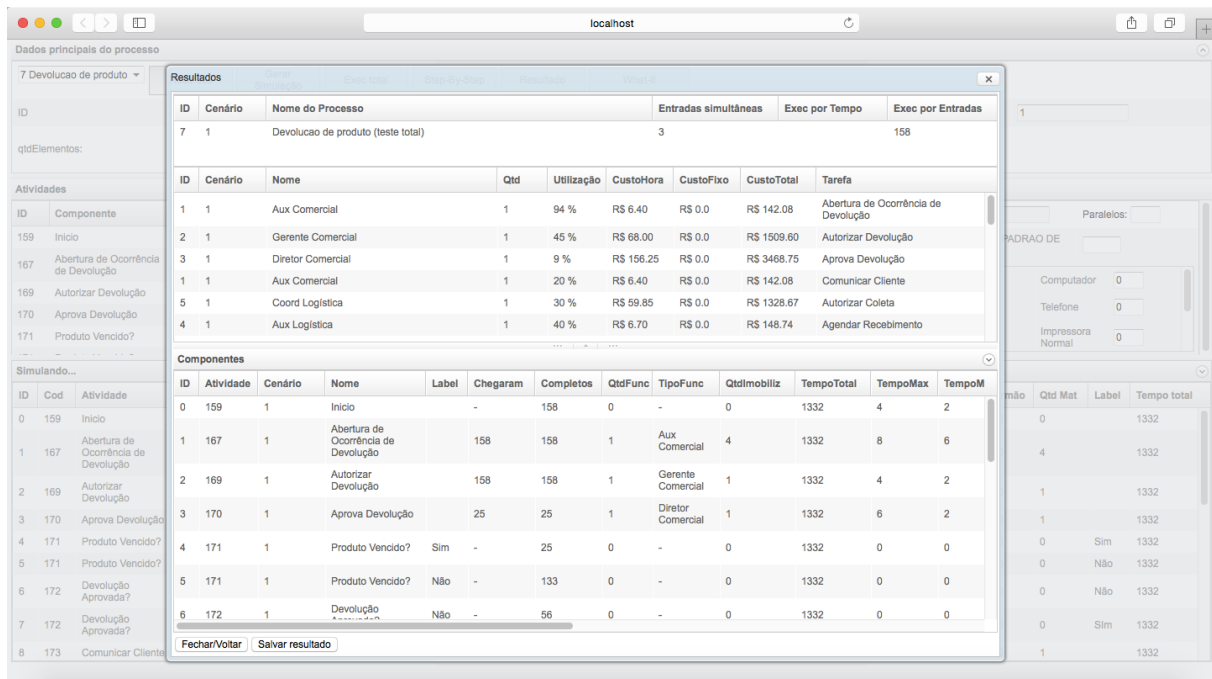 localhost
Dados principais do processo
7 Devolucao de produto
Resultados
Gerar
Simulação
Exec total
Step-By-Step
Resultado
What if
x
ID
qtdElementos:
1
ID Cenário Nome do Processo Entradas simultâneas Exec por Tempo Exec por Entradas
7 1 Devolucao de produto (teste total) 3 158
ID Cenário Nome Qtd Utilização CustoHora CustoFixo CustoTotal Tarefa
1 1 Aux Comercial 1 94 % R$ 6.40 R$ 0.0 R$ 142.08 Abertura de Ocorrência de
Devolução
2 1 Gerente Comercial 1 45 % R$ 68.00 R$ 0.0 R$ 1509.60 Autorizar Devolução
3 1 Diretor Comercial 1 9 % R$ 156.25 R$ 0.0 R$ 3468.75 Aprova Devolução
1 1 Aux Comercial 1 20 % R$ 6.40 R$ 0.0 R$ 142.08 Comunicar Cliente
5 1 Coord Logística 1 30 % R$ 59.85 R$ 0.0 R$ 1328.67 Autorizar Coleta
4 1 Aux Logística 1 40 % R$ 6.70 R$ 0.0 R$ 148.74 Agendar Recebimento
Componentes
ID Atividade Cenário Nome Label Chegaram Completos QtdFunc TipoFunc QtdImobiliz TempoTotal TempoMax TempoM
0 159 1 Inicio - 158 0 - 0 1332 4 2
1 167 1 Abertura de
Ocorrência de
Devolução 158 158 1 Aux
Comercial 4 1332 8 6
2 169 1 Autorizar
Devolução 158 158 1 Gerente
Comercial 1 1332 4 2
3 170 1 Aprova Devolução 25 25 1 Diretor
Comercial 1 1332 6 2
4 171 1 Produto Vencido? Sim - 25 0 - 0 1332 0 0
5 171 1 Produto Vencido? Não - 133 0 - 0 1332 0 0
6 172 1 Devolução
Não - 56 0 - 0 1332 0 0
Fechar/Voltar Salvar resultado
Atividades
ID Componente
159 Inicio
167 Abertura de Ocorrência
de Devolução
169 Autorizar Devolução
170 Aprova Devolução
171 Produto Vencido?
Paralelos:
PADRAO DE
Computador 0
Telefone 0
Impressora
Normal 0
Simulando...
ID Cod Atividade
0 159 Inicio
1 167 Abertura de
Ocorrência de
Devolução
2 169 Autorizar
Devolução
3 170 Aprova Devolução
4 171 Produto Vencido?
5 171 Produto Vencido?
6 172 Devolução
Aprovada?
7 172 Devolução
Aprovada?
8 173 Comunicar Cliente
Qtd Mat Label Tempo total
0 1332
4 1332
1 1332
1 1332
0 Sim 1332
0 Não 1332
0 Não 1332
0 SIm 1332
1 1332